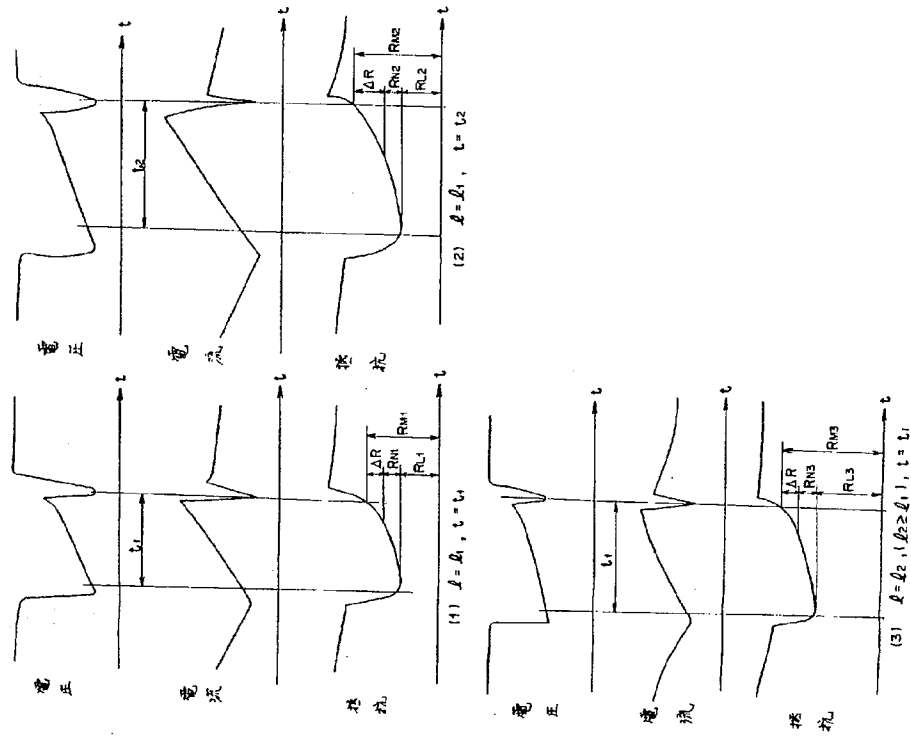 電圧
t
t1
電流
t
抵抗
ΔR
RN1
RL1
RM1
t
(1) l=l1, t=t1
電圧
t
t2
電流
t
抵抗
ΔR
RN2
RL2
RM2
t
(2) l=l1, t=t2
電圧
t
t1
電流
t
抵抗
ΔR
RN3
RL3
RM3
t
(3) l=l2, (l2≥l1), t=t1